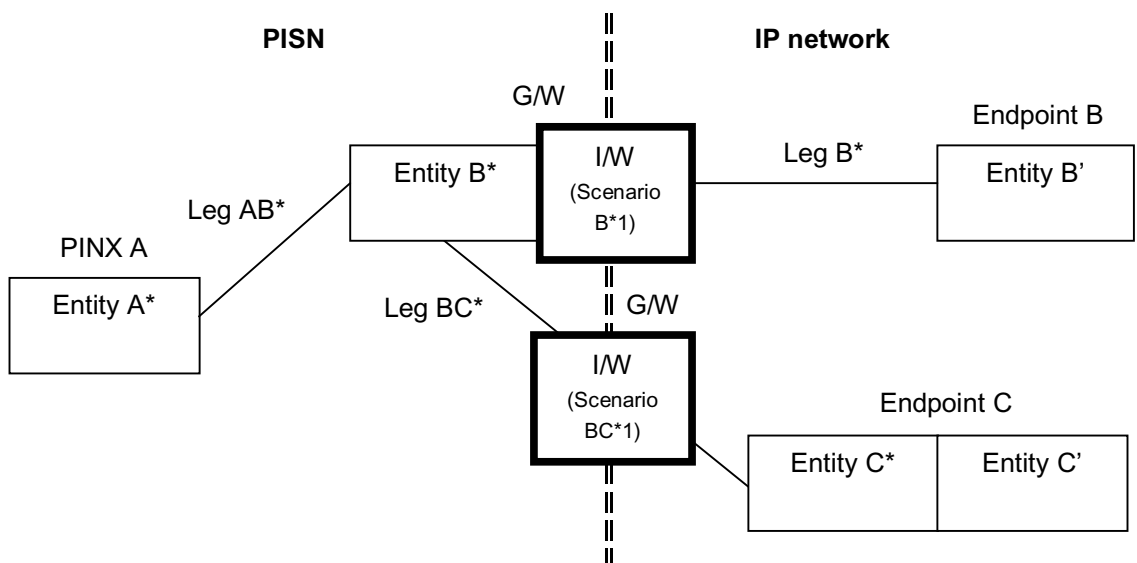 PISN
IP network
G/W
Endpoint B
Entity B*
I/W
(Scenario
B*1)
Leg B*
Entity B’
Leg AB*
PINX A
Entity A*
Leg BC*
G/W
I/W
(Scenario
BC*1)
Endpoint C
Entity C*
Entity C’